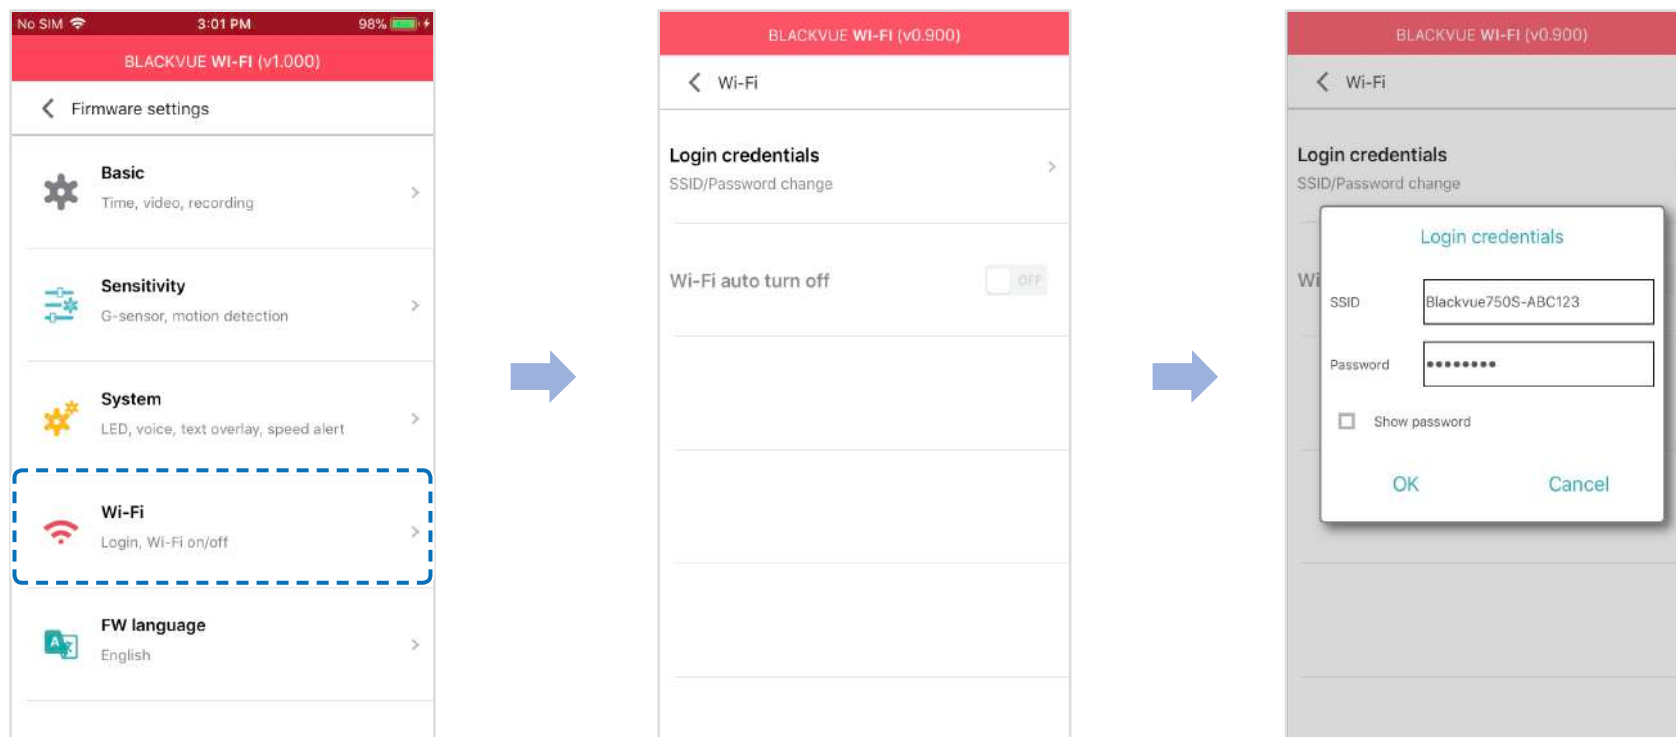 No SIM 3:01 PM 98%
BLACKVUE WI-FI (v1.000)
Firmware settings
Basic
Time, video, recording
Sensitivity
G-sensor, motion detection
System
LED, voice, text overlay, speed alert
Wi-Fi
Login, Wi-Fi on/off
FW language
English
BLACKVUE WI-FI (v0.900)
Wi-Fi
Login credentials
SSID/Password change
Wi-Fi auto turn off OFF
BLACKVUE WI-FI (v0.900)
Wi-Fi
Login credentials
SSID/Password change
Wi
Login credentials
SSID Blackvue750S-ABC123
Password ••••••••
Show password
OK Cancel